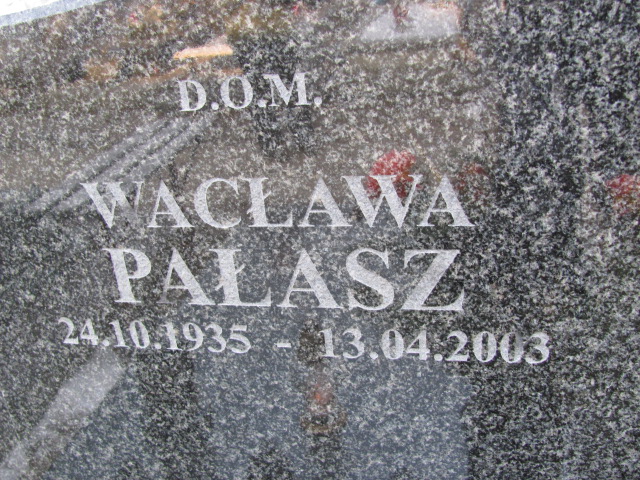 D.O.M.
WACŁAWA
PAŁASZ
24.10.1935 - 13.04.2003